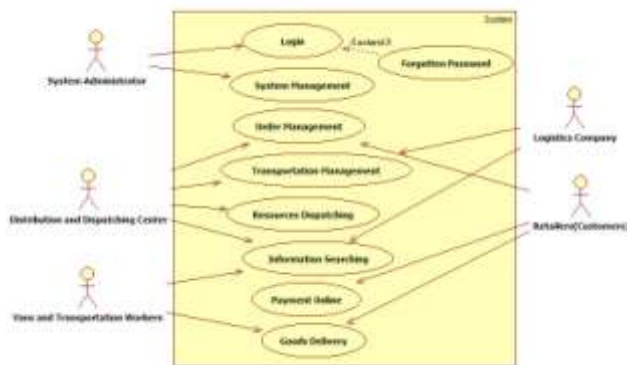 System
Login
<<extend>>
Forgotten Password
System Administrator
System Management
Order Management
Logistics Company
Transportation Management
Distribution and Dispatching Center
Resources Dispatching
Retailers(Customers)
Information Searching
Vans and Transportation Workers
Payment Online
Goods Delivery